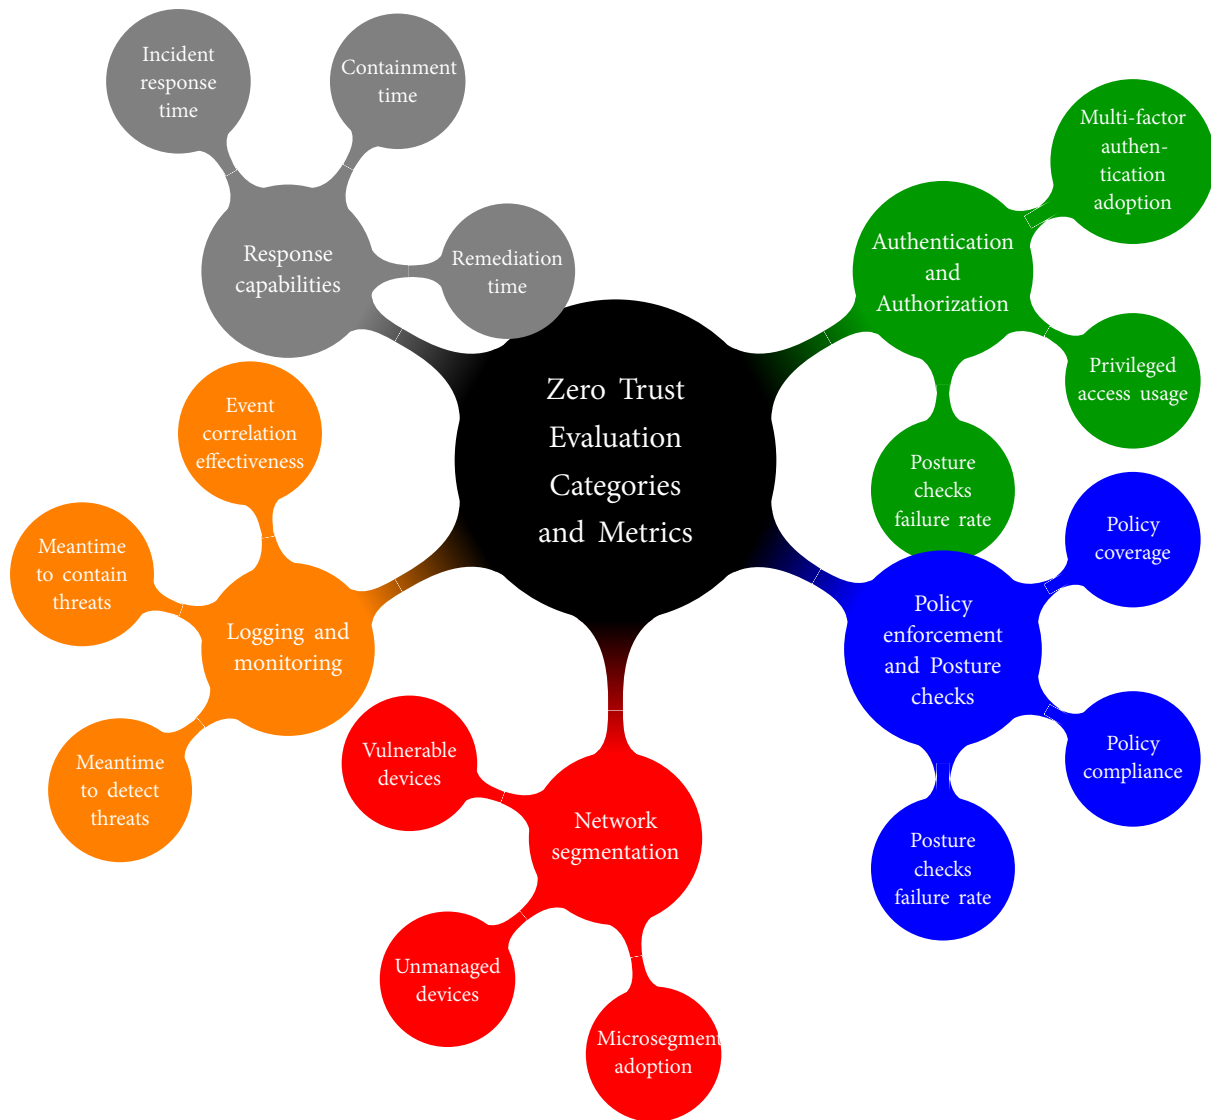 Incident
response
time
Containment
time
Response
capabilities
Remediation
time
Multi-factor
authen-
tication
adoption
Authentication
and
Authorization
Privileged
access usage
Posture
checks
failure rate
Zero Trust
Evaluation
Categories
and Metrics
Event
correlation
effectiveness
Meantime
to contain
threats
Logging and
monitoring
Meantime
to detect
threats
Policy
coverage
Policy
enforcement
and Posture
checks
Policy
compliance
Posture
checks
failure rate
Vulnerable
devices
Network
segmentation
Unmanaged
devices
Microsegment
adoption